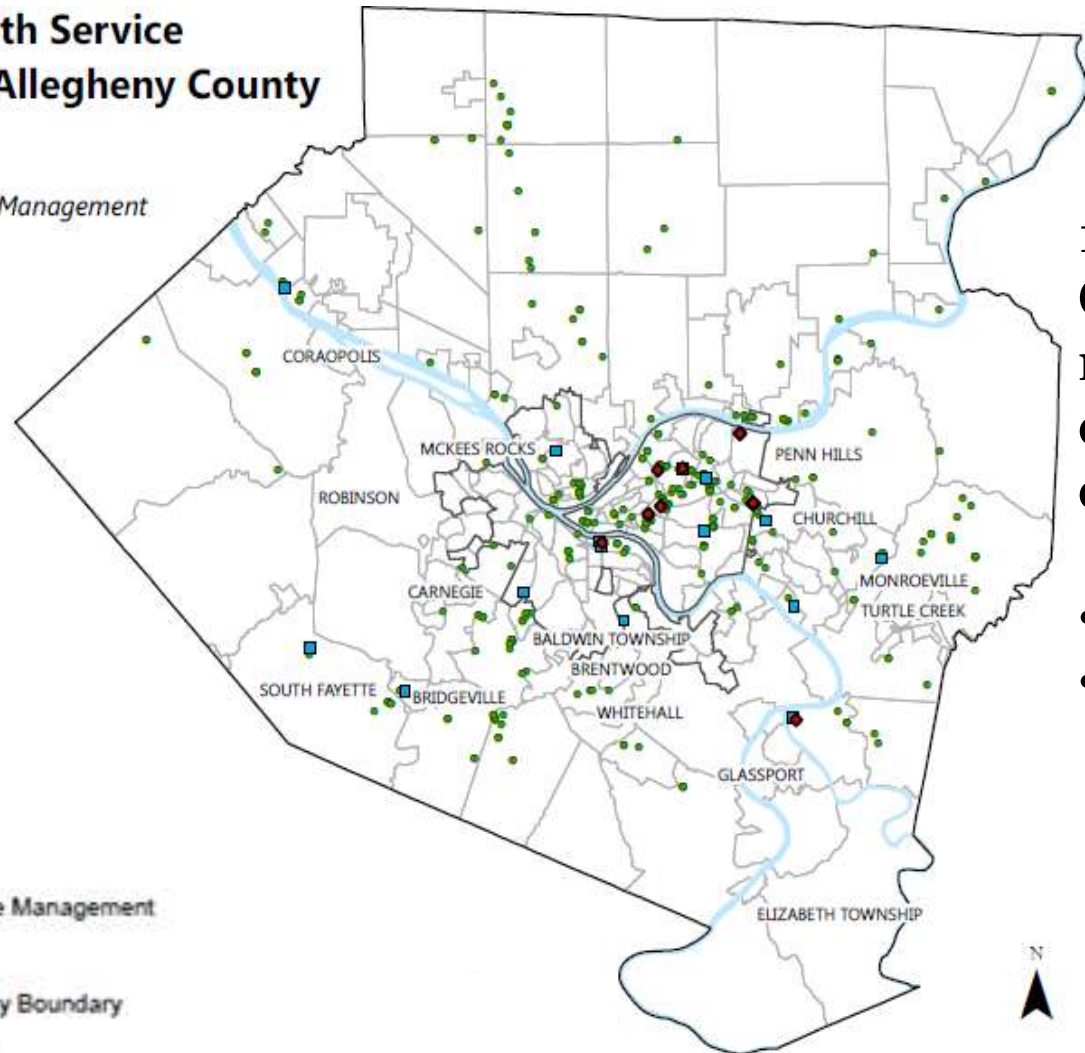 th Service
Allegheny County
Management
CORAOPOLIS
MCKEES ROCKS
PENN HILLS
ROBINSON
CHURCHILL
MONROEVILLE
CARNEGIE
TURTLE CREEK
BALDWIN TOWNSHIP
BRENTWOOD
SOUTH FAYETTE
BRIDGEVILLE
WHITEHALL
GLASSPORT
e Management
ELIZABETH TOWNSHIP
N
y Boundary